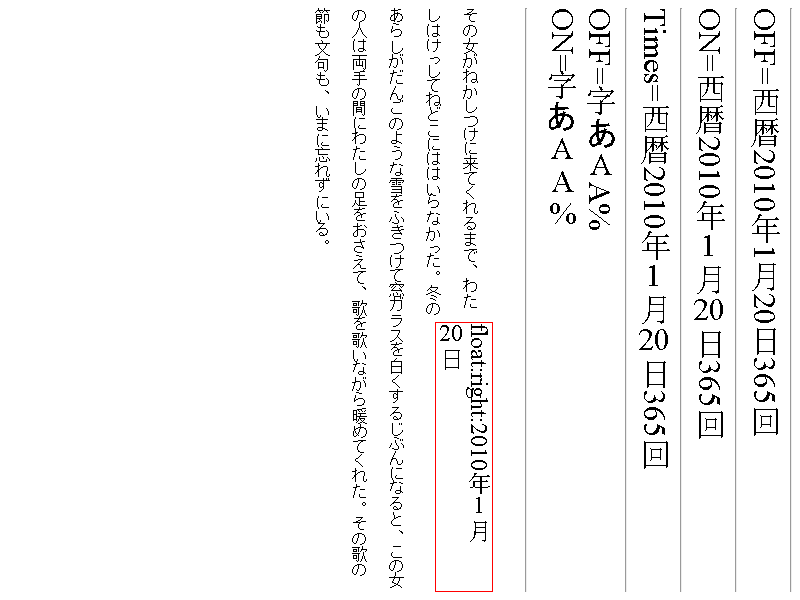 OFF=西暦2010年1月20日365回
ON=西暦2010年1月20日365回
Times=西暦2010年1月20日365回
OFF=字あAA%
ON=字あAA%
float:right:2010年1月
20日
その女がねかしつけに来てくれるまで、わた
しはけっしてねどこにははいらなかった。冬の
あらしがだんごのような雪をふきつけて窓ガラスを白くするじぶんになると、この女
の人は両手の間にわたしの足をおさえて、歌を歌いながら暖めてくれた。その歌の
節も文句も、いまに忘れずにいる。